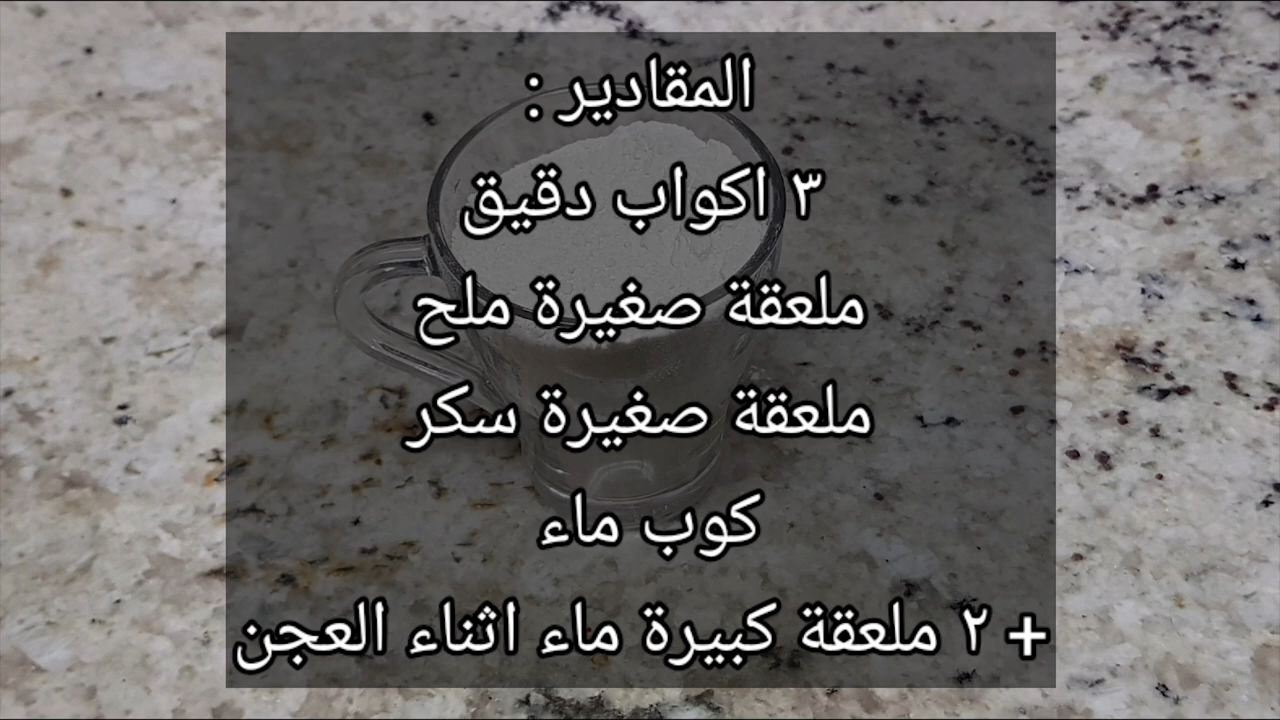 المقادير :
٣ اكواب دقيق
ملعقة صغيرة ملح
ملعقة صغيرة سكر
كوب ماء
+ ٢ ملعقة كبيرة ماء اثناء العجن